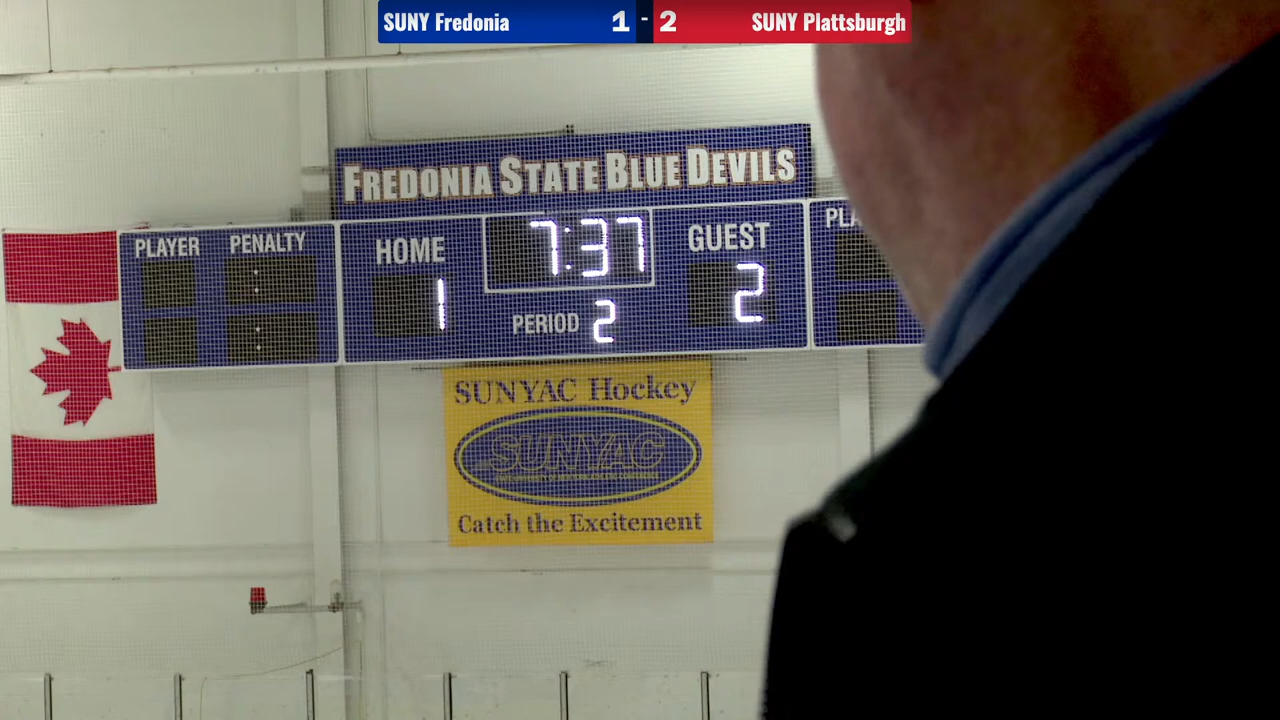 SUNY Fredonia 1 - 2 SUNY Plattsburgh
FREDONIA STATE BLUE DEVILS
PLAYER PENALTY
HOME
7:37
GUEST
1
PERIOD 2
2
SUNYAC Hockey
SUNYAC
Catch the Excitement